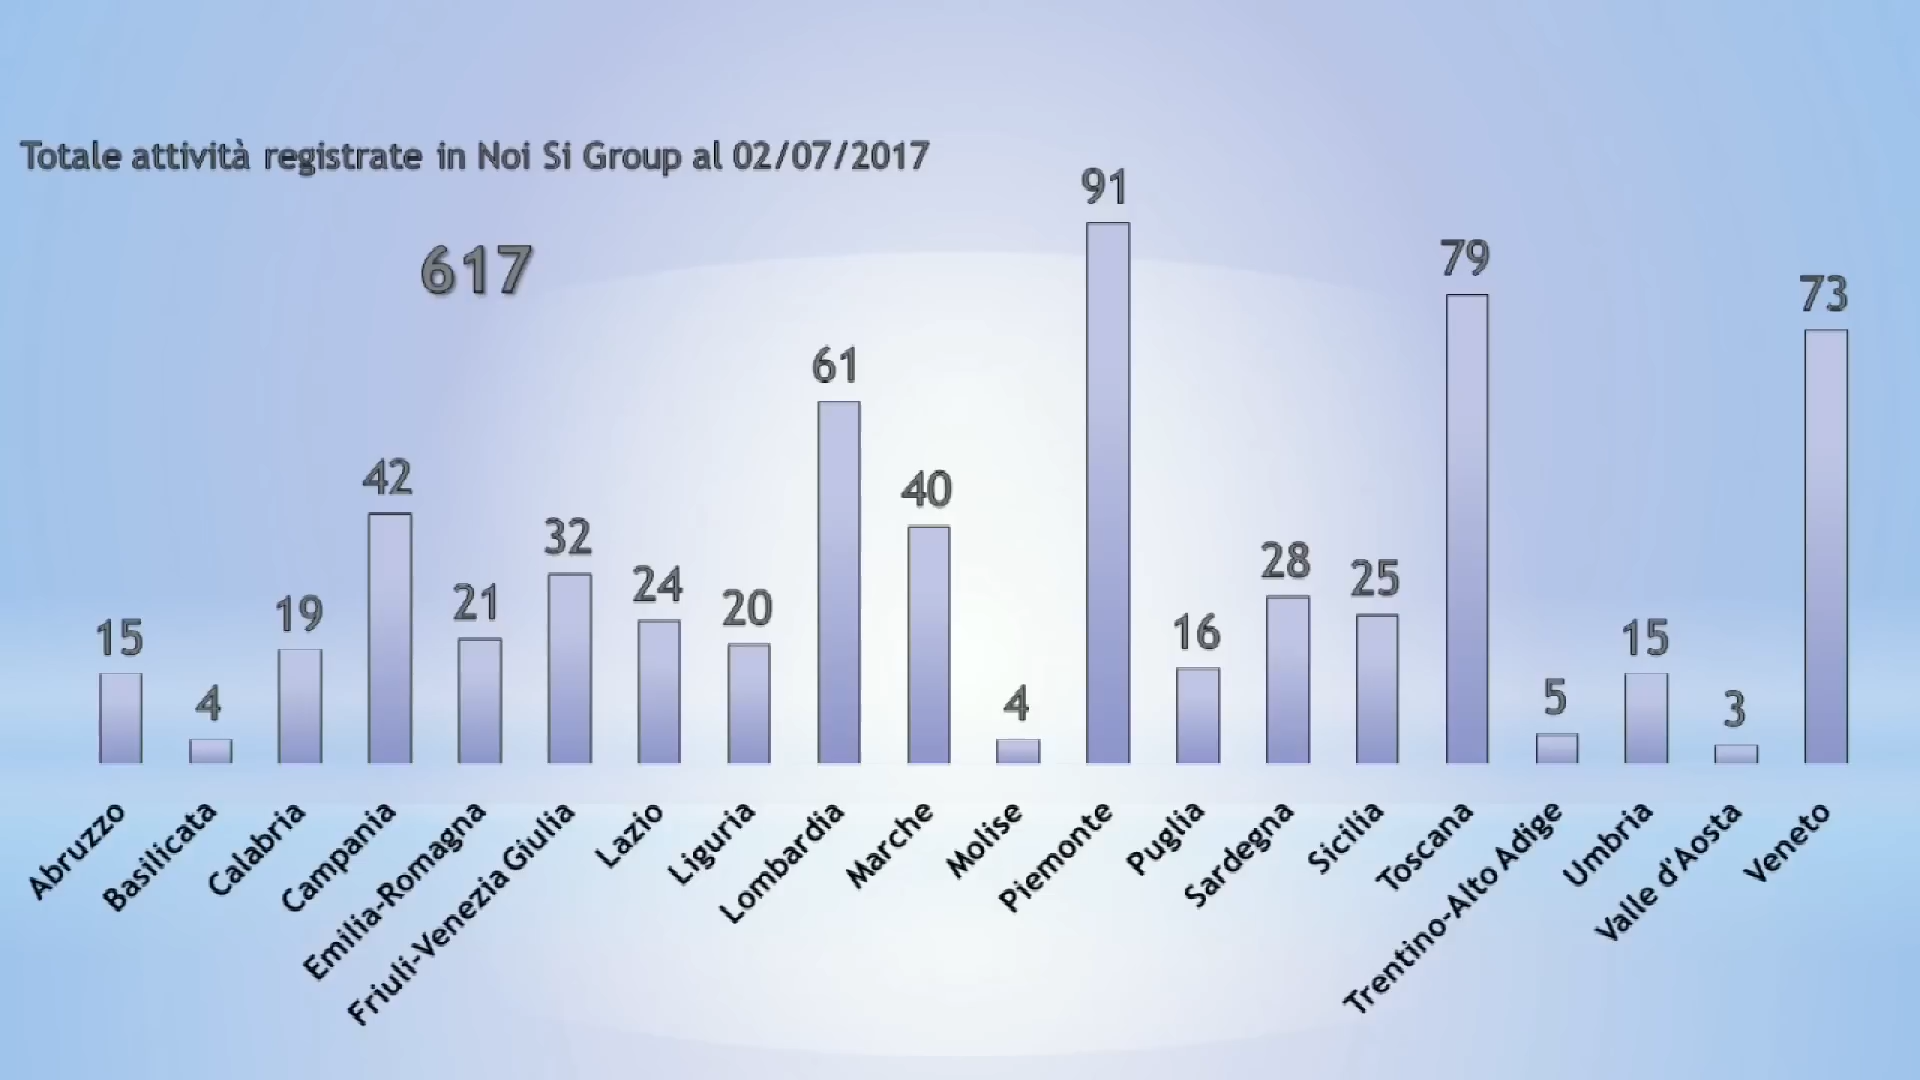 Totale attività registrate in Noi Si Group al 02/07/2017
617
15
4
19
42
21
32
24
20
61
40
4
91
16
28
25
79
5
15
3
73
Abruzzo
Basilicata
Calabria
Campania
Emilia-Romagna
Friuli-Venezia Giulia
Lazio
Liguria
Lombardia
Marche
Molise
Piemonte
Puglia
Sardegna
Sicilia
Toscana
Trentino-Alto Adige
Umbria
Valle d'Aosta
Veneto